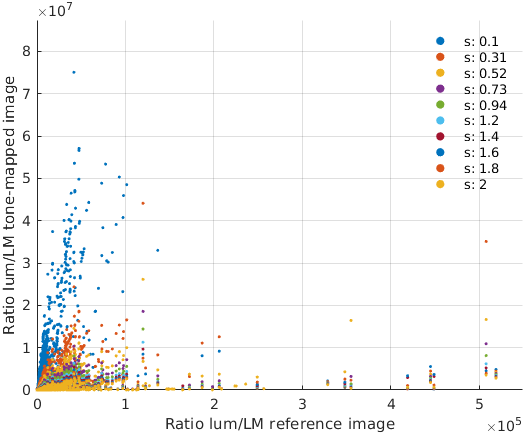 ×10⁷
8
7
6
5
4
3
2
1
0
Ratio lum/LM tone-mapped image
s: 0.1
s: 0.31
s: 0.52
s: 0.73
s: 0.94
s: 1.2
s: 1.4
s: 1.6
s: 1.8
s: 2
0 1 2 3 4 5
Ratio lum/LM reference image
×10⁵